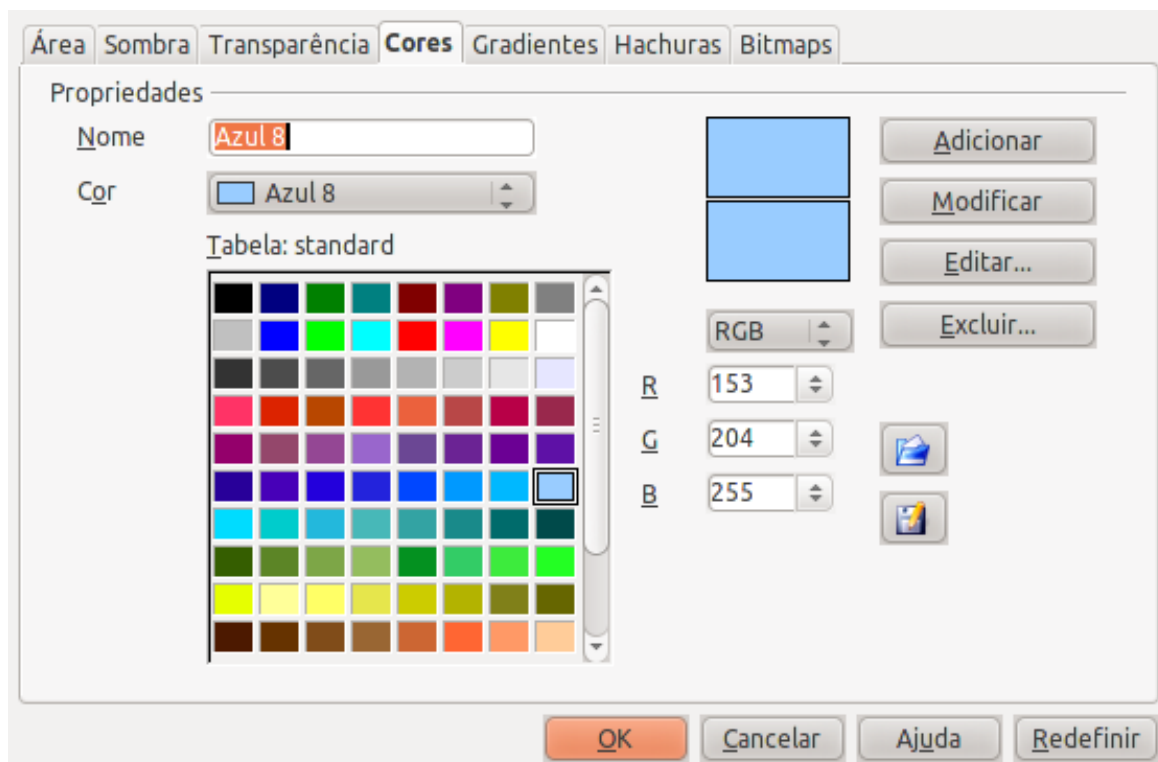 Área Sombra Transparência Cores Gradientes Hachuras Bitmaps
Propriedades
Nome Azul 8 Adicionar
Cor Azul 8 Modificar
Tabela: standard Editar...
RGB Excluir...
R 153
G 204
B 255
OK Cancelar Ajuda Redefinir